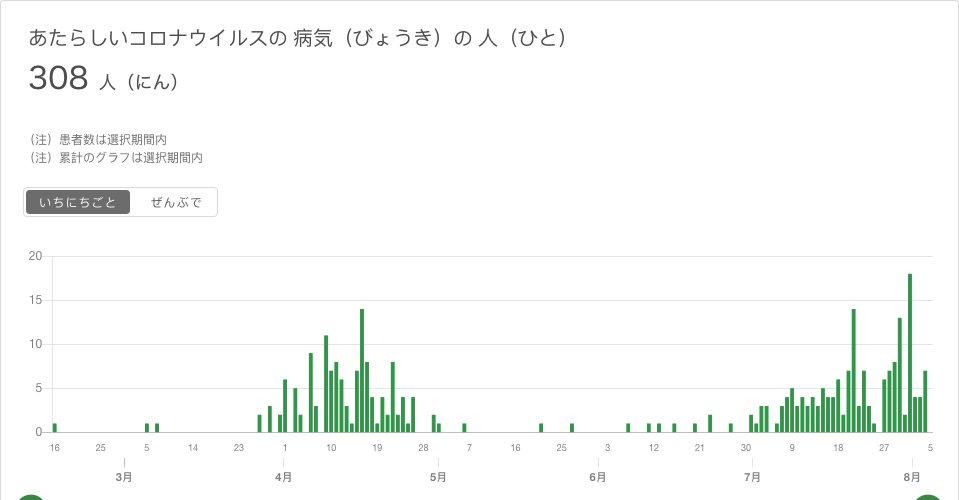 あたらしいコロナウイルスの 病気（びょうき）の 人（ひと）
308 人（にん）
（注）患者数は選択期間内
（注）累計のグラフは選択期間内
いちにちごと ぜんぶで
20
15
10
5
0
16 25 5 14 23 1 10 19 28 7 16 25 3 12 21 30 9 18 27 5
3月 4月 5月 6月 7月 8月